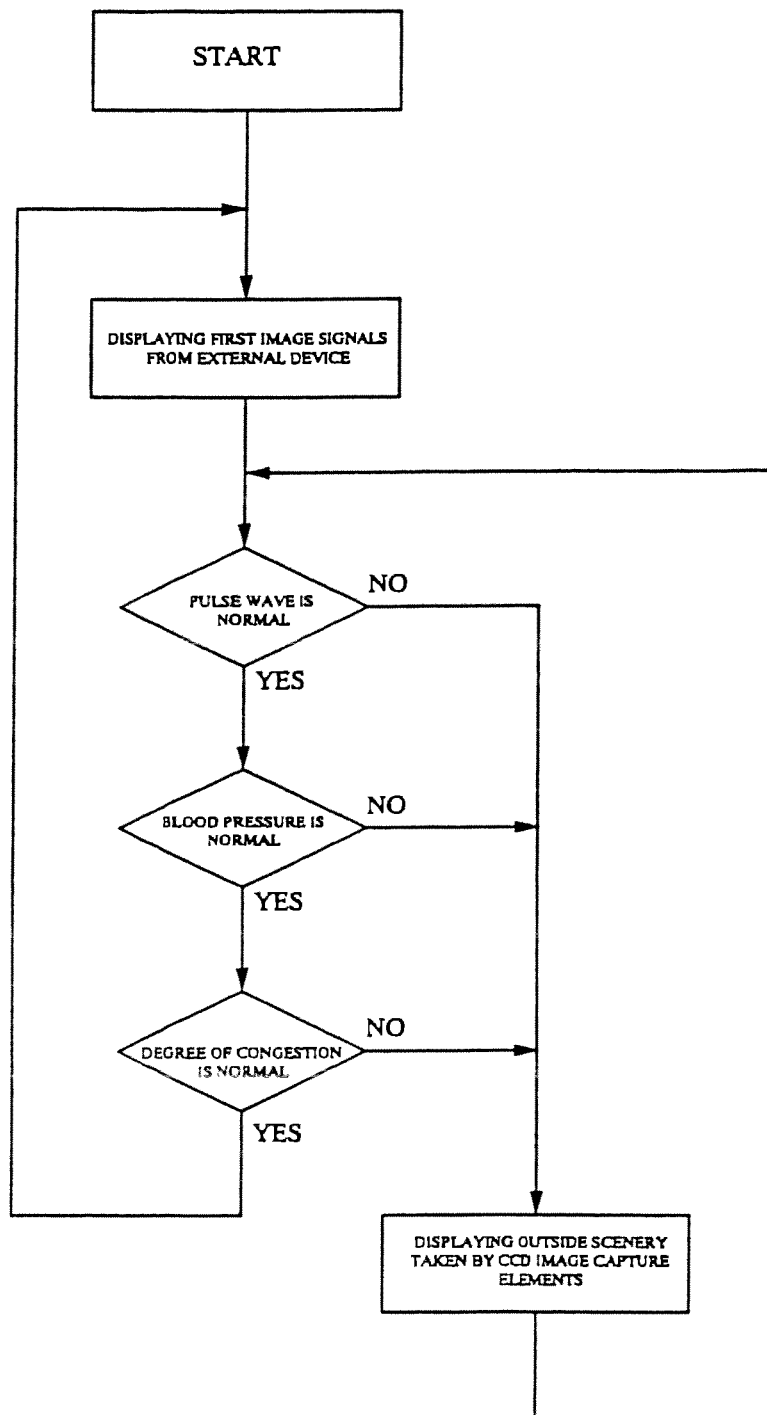 START
DISPLAYING FIRST IMAGE SIGNALS
FROM EXTERNAL DEVICE
PULSE WAVE IS
NORMAL
NO
YES
BLOOD PRESSURE IS
NORMAL
NO
YES
DEGREE OF CONGESTION
IS NORMAL
NO
YES
DISPLAYING OUTSIDE SCENERY
TAKEN BY CCD IMAGE CAPTURE
ELEMENTS